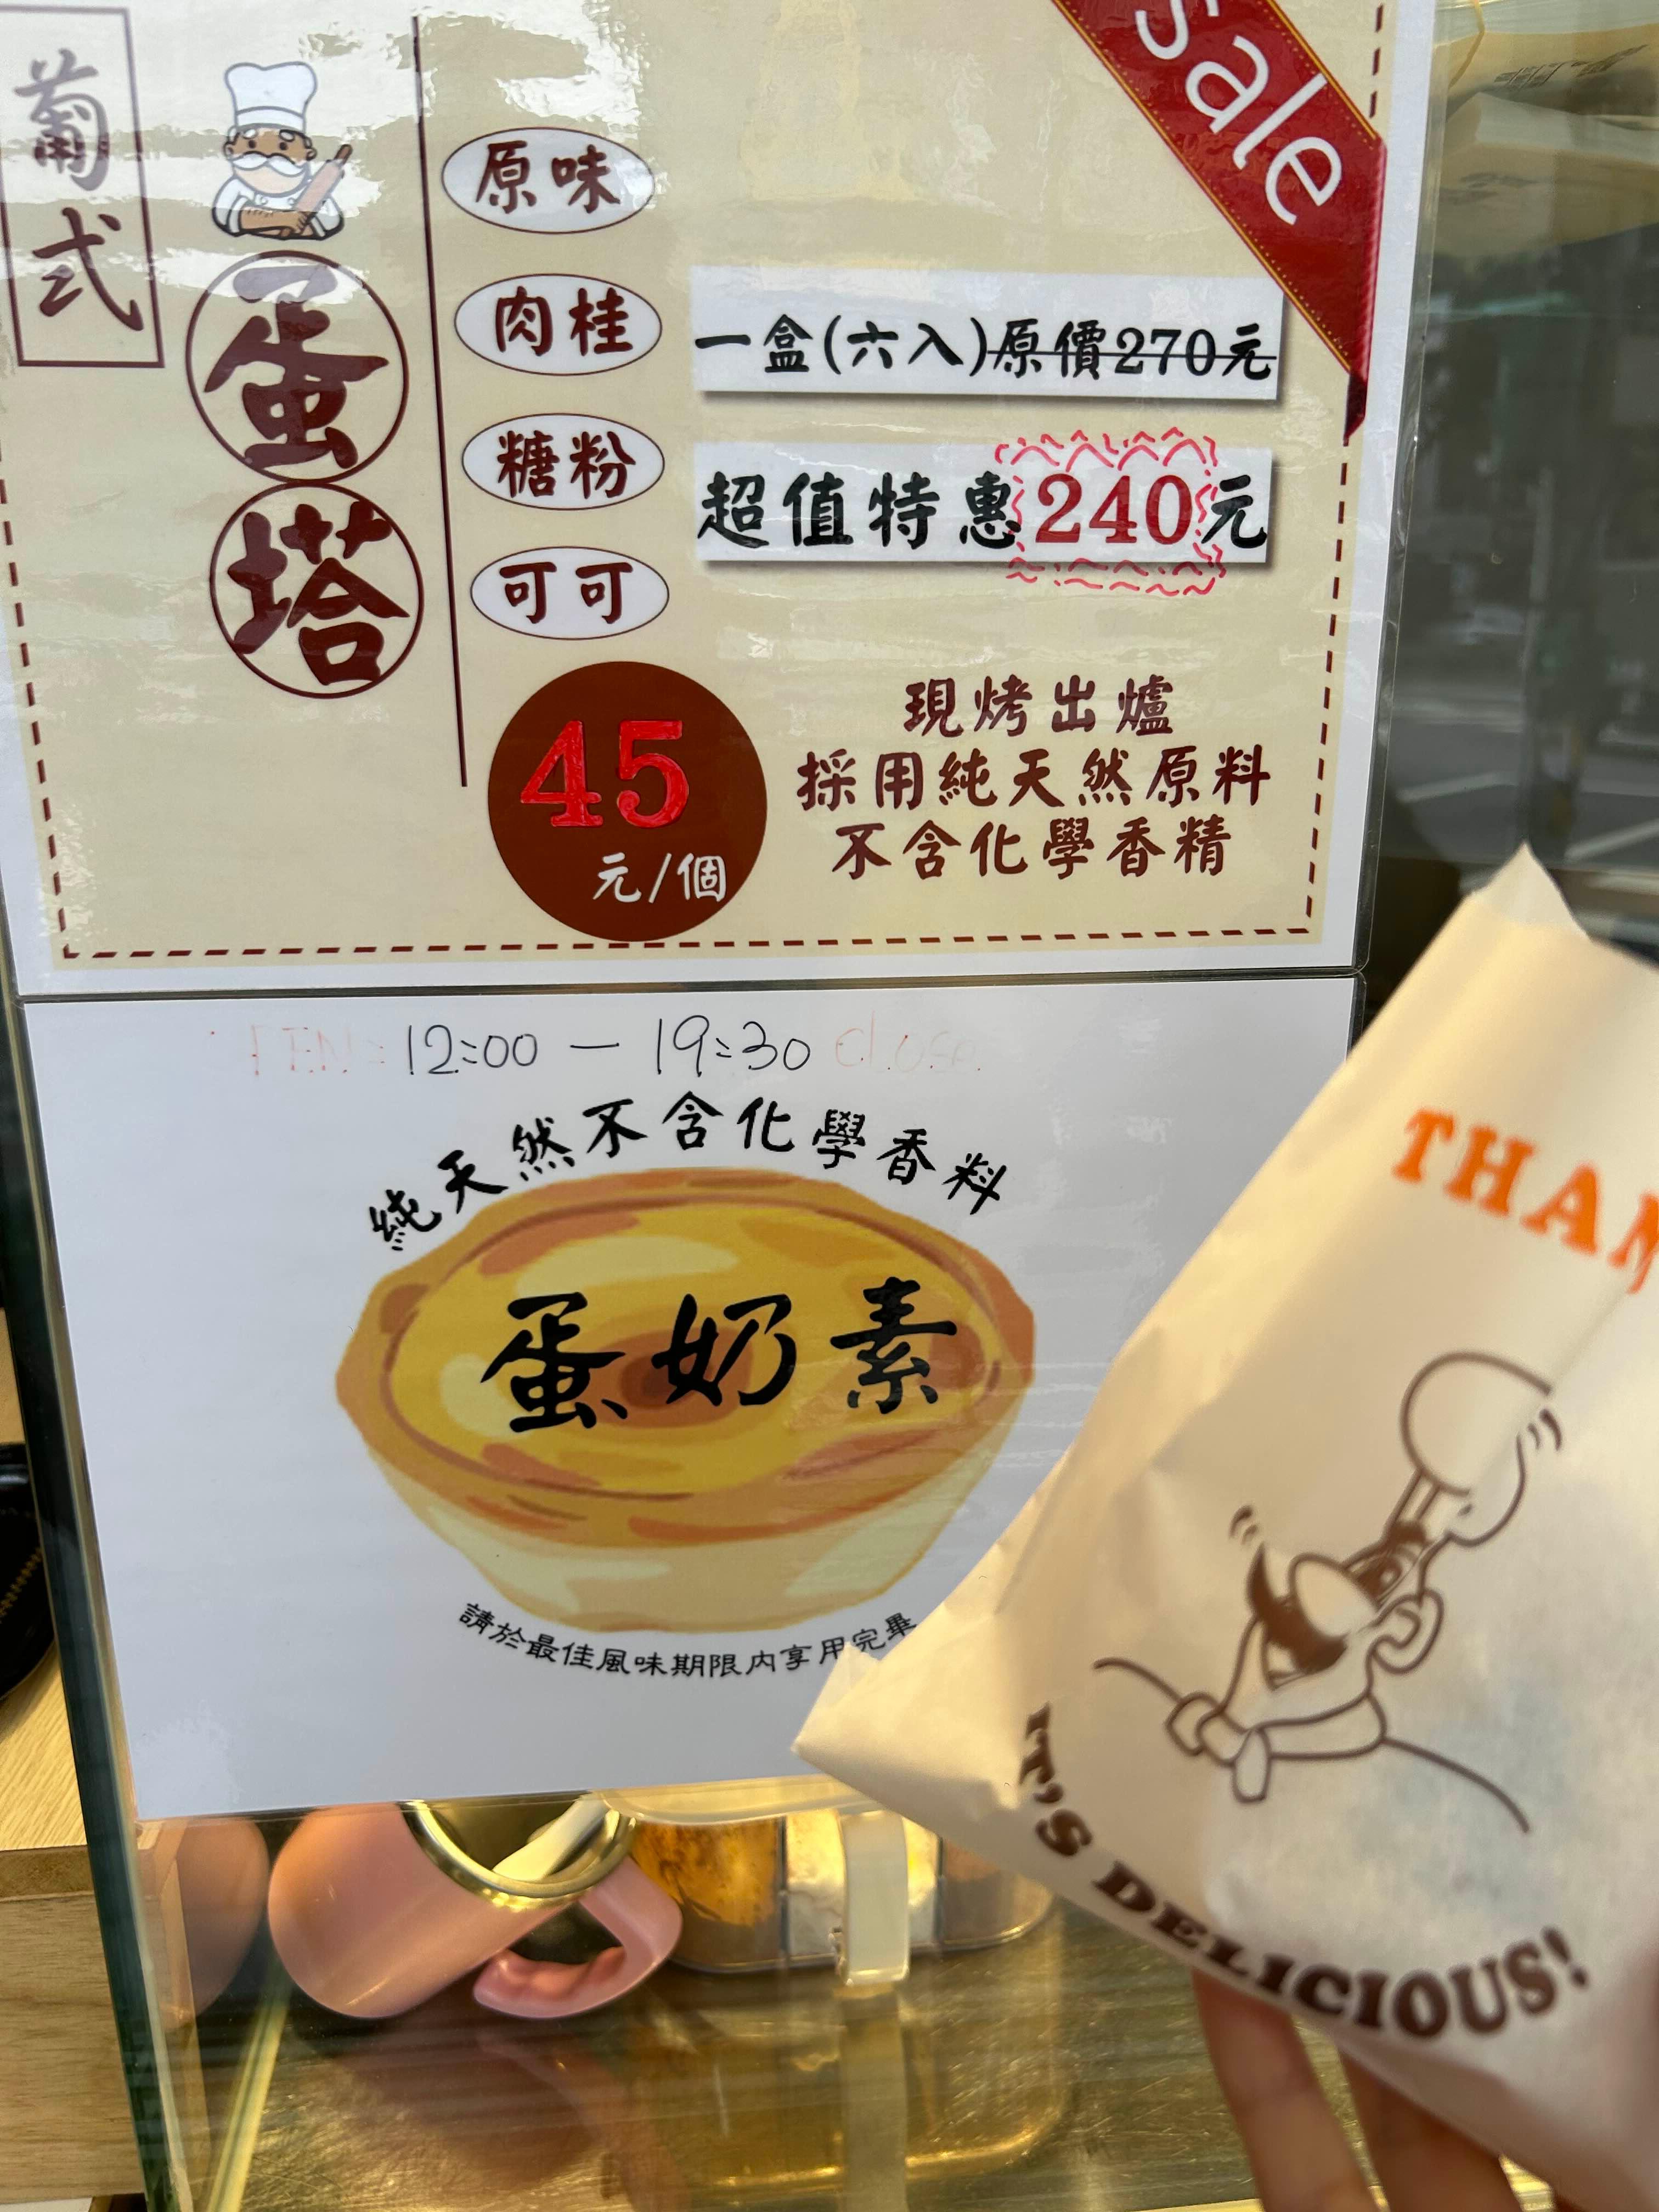 葡式
蛋塔
原味
肉桂
糖粉
可可
sale
一盒(六入)原價270元
超值特惠240元
45
元/個
現烤出爐
採用純天然原料
不含化學香精
12:00 — 19:30 close
純天然不含化學香料
蛋奶素
請於最佳風味期限內享用完畢
THAN
IT'S DELICIOUS!